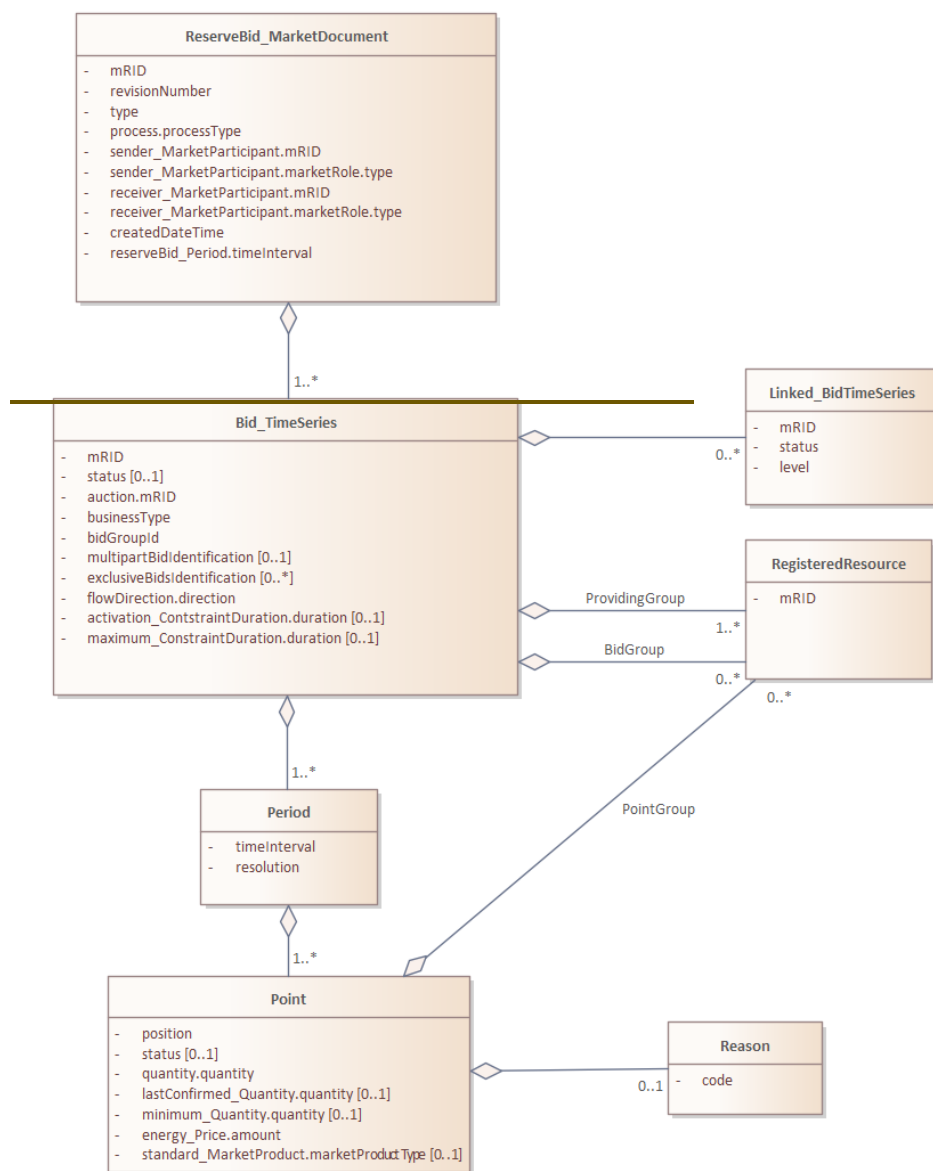 ReserveBid_MarketDocument
- mRID
- revisionNumber
- type
- process.processType
- sender_MarketParticipant.mRID
- sender_MarketParticipant.marketRole.type
- receiver_MarketParticipant.mRID
- receiver_MarketParticipant.marketRole.type
- createdDateTime
- reserveBid_Period.timeInterval
1..*
Bid_TimeSeries
- mRID
- status [0..1]
- auction.mRID
- businessType
- bidGroupId
- multipartBidIdentification [0..1]
- exclusiveBidsIdentification [0..*]
- flowDirection.direction
- activation_ContstraintDuration.duration [0..1]
- maximum_ConstraintDuration.duration [0..1]
0..*
Linked_BidTimeSeries
- mRID
- status
- level
ProvidingGroup
1..*
BidGroup
0..*
RegisteredResource
- mRID
0..*
1..*
Period
- timeInterval
- resolution
PointGroup
1..*
Point
- position
- status [0..1]
- quantity.quantity
- lastConfirmed_Quantity.quantity [0..1]
- minimum_Quantity.quantity [0..1]
- energy_Price.amount
- standard_MarketProduct.marketProductType [0..1]
0..1
Reason
- code